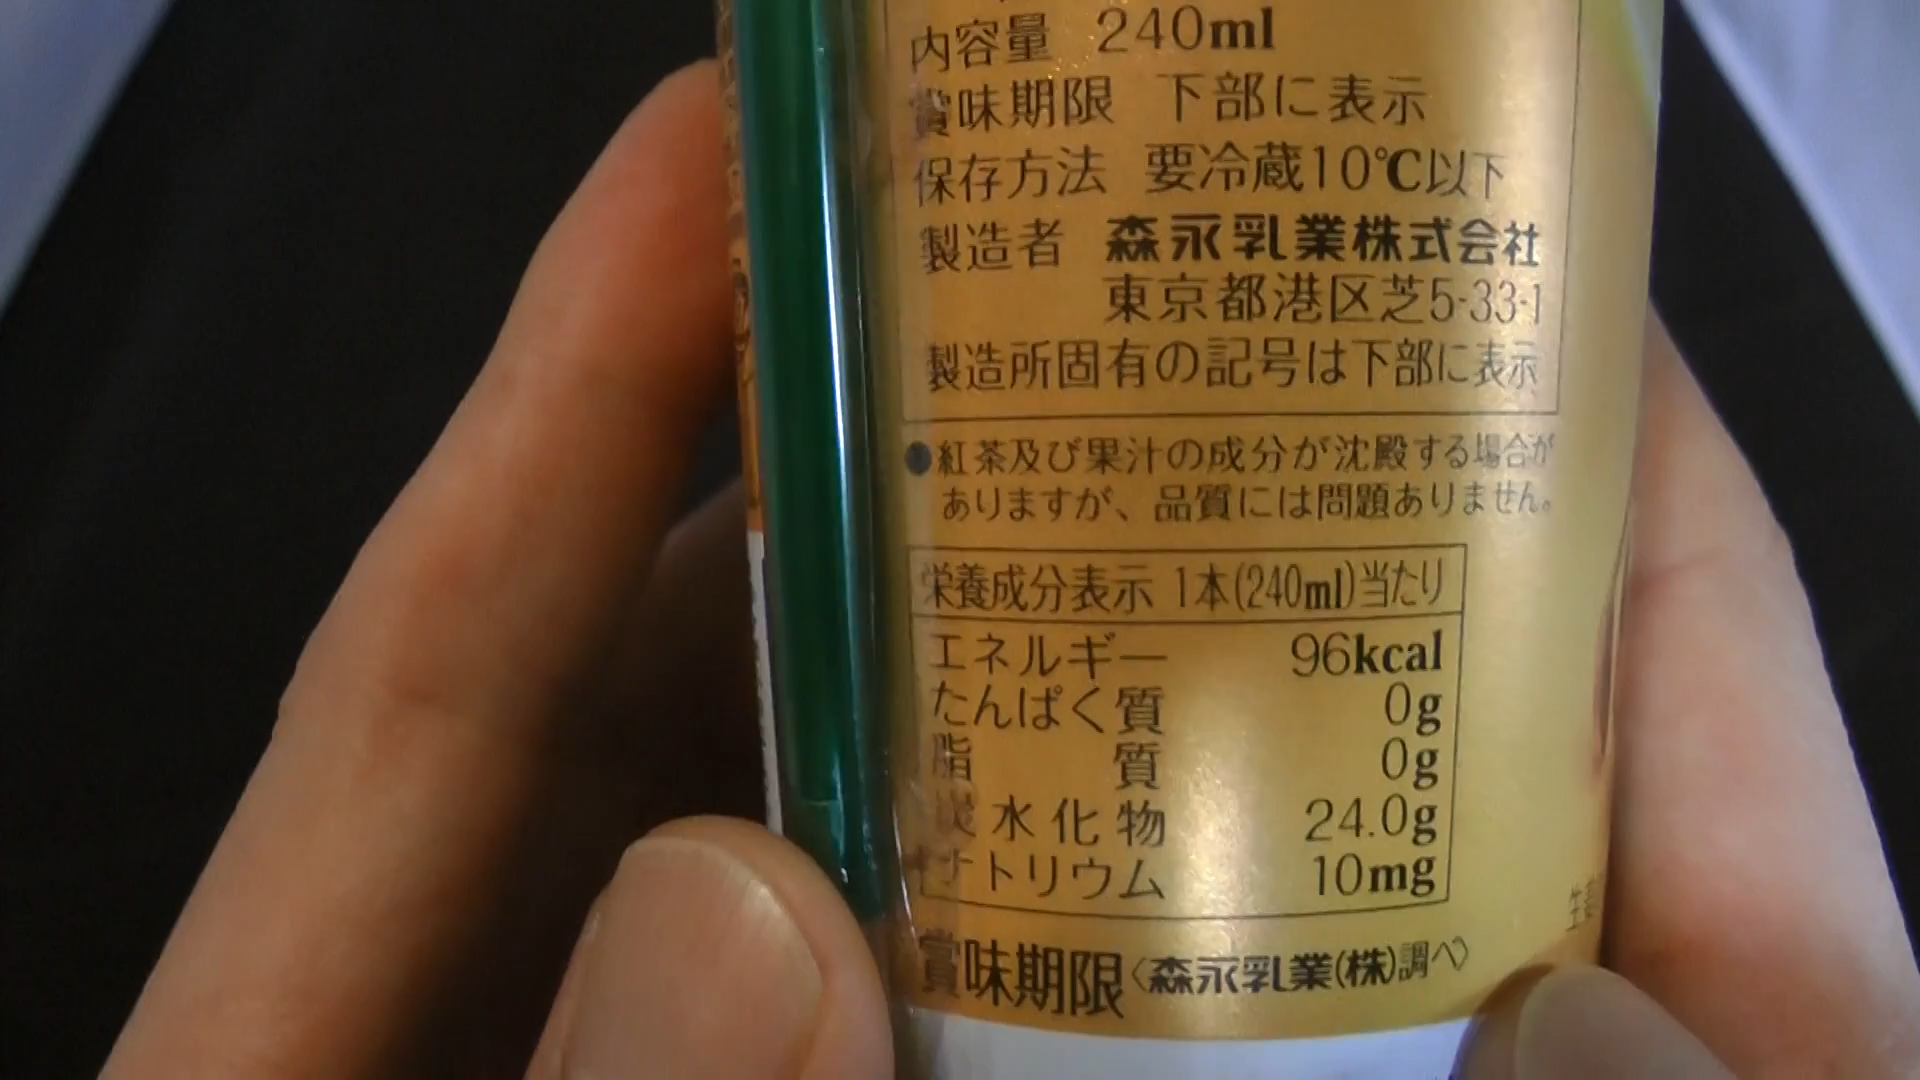 内容量 240ml
賞味期限 下部に表示
保存方法 要冷蔵10℃以下
製造者 森永乳業株式会社
東京都港区芝5-33-1
製造所固有の記号は下部に表示
●紅茶及び果汁の成分が沈殿する場合が
ありますが、品質には問題ありません。
栄養成分表示 1本(240ml)当たり
エネルギー 96kcal
たんぱく質 0g
脂質 0g
炭水化物 24.0g
ナトリウム 10mg
賞味期限〈森永乳業(株)調べ〉